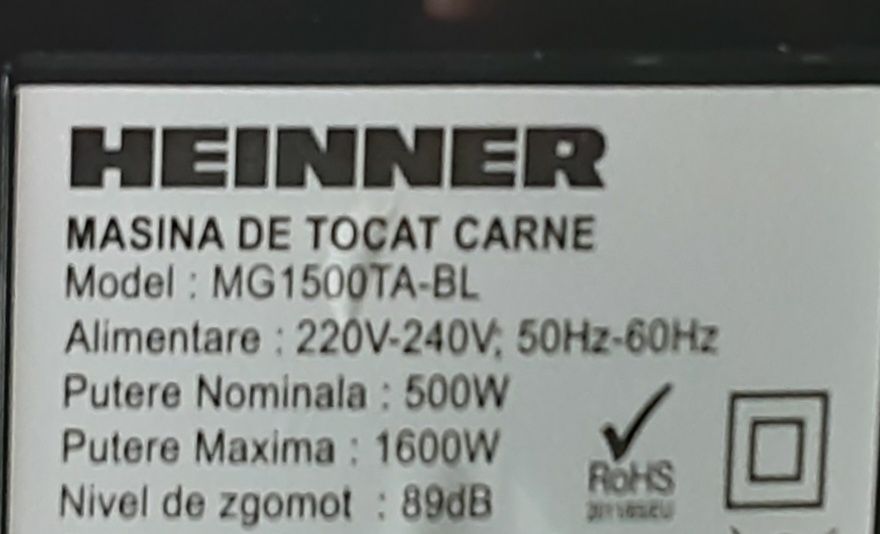 HEINNER
MASINA DE TOCAT CARNE
Model : MG1500TA-BL
Alimentare : 220V-240V; 50Hz-60Hz
Putere Nominala : 500W
Putere Maxima : 1600W
Nivel de zgomot : 89dB
RoHS